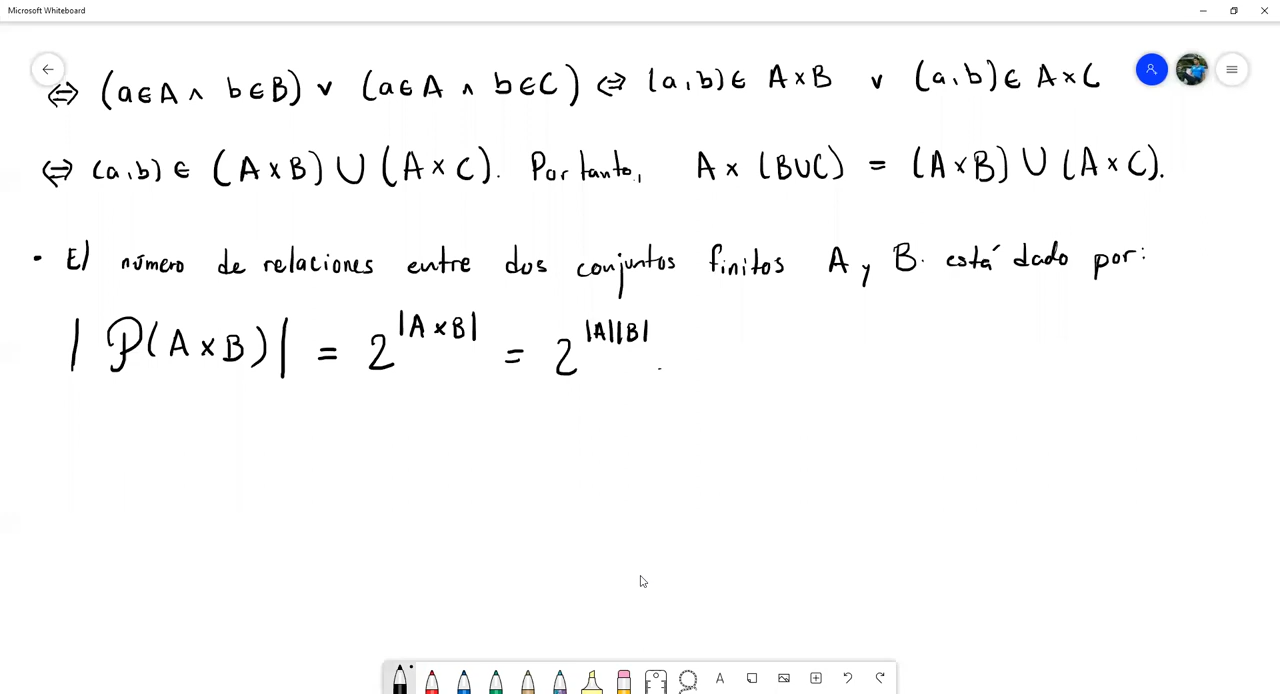 Microsoft Whiteboard
⇔ (a∈A ∧ b∈B) ∨ (a∈A ∧ b∈C) ⇔ (a,b)∈ A×B ∨ (a,b)∈ A×C
⇔ (a,b)∈ (A×B) ∪ (A×C). Por tanto, A× (B∪C) = (A×B) ∪ (A×C).
• El número de relaciones entre dos conjuntos finitos A y B. está dado por:
| 𝒫(A×B)| = 2^|A×B| = 2^|A||B| .
A